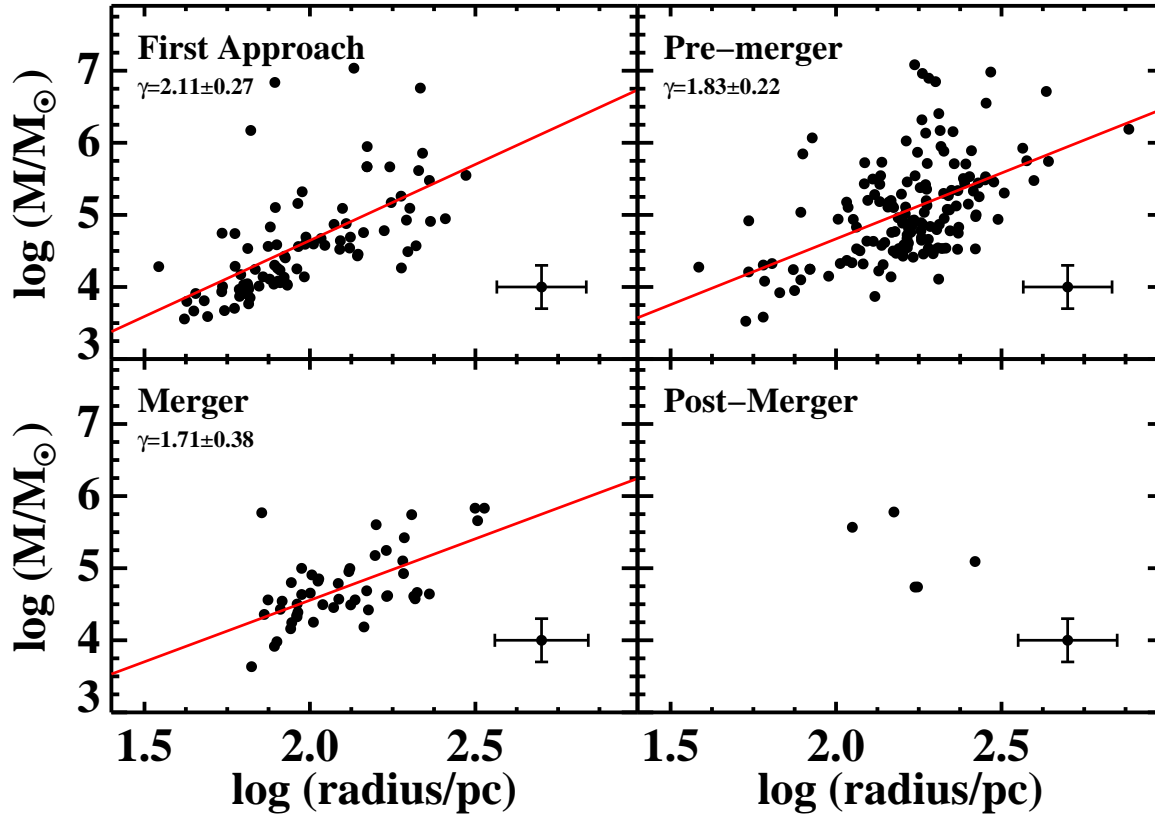 First Approach
γ=2.11±0.27
Pre−merger
γ=1.83±0.22
log (M/M☉)
7
6
5
4
3
Merger
γ=1.71±0.38
Post−Merger
log (M/M☉)
7
6
5
4
3
1.5 2.0 2.5
1.5 2.0 2.5
log (radius/pc)
log (radius/pc)